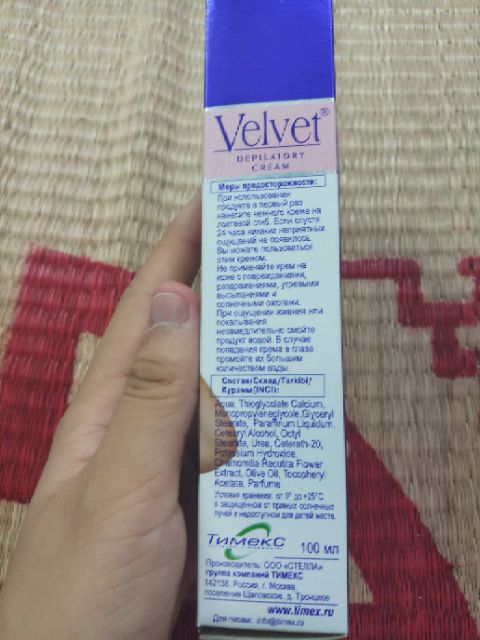 Velvet®
DEPILATORY
CREAM
Меры предосторожности:
При использовании
продукта в первый раз
нанесите немного крема на
локтевой сгиб. Если спустя
24 часа никаких неприятных
ощущений не появилось,
Вы можете пользоваться
этим кремом.
Не применяйте крем на
коже с повреждениями,
раздражениями, угревыми
высыпаниями и
солнечными ожогами.
При ощущении жжения или
покалывания
незамедлительно смойте
продукт водой. В случае
попадания крема в глаза
промойте их большим
количеством воды.
Состав/Склад/Tarkibi/
Курамы(INCI):
Aqua, Thioglycolate Calcium,
Monopropyleneglycole, Glyceryl
Stearate, Paraffinum Liquidum,
Cetearyl Alcohol, Octyl
Stearate, Urea, Cetereth-20,
Potassium Hydroxide,
Chamomilla Recutita Flower
Extract, Olive Oil, Tocopheryl
Acetate, Parfume.
Условия хранения: от 0° до +25°C
в защищенном от прямых солнечных
лучей и недоступном для детей месте.
Тимекс
100 мл
Производитель: ООО «СТЕЛЛА»
группа компаний ТИМЕКС
142138, Россия, г. Москва,
поселение Щаповское, д. Троицкое
www.timex.ru
Для писем: info@timex.ru